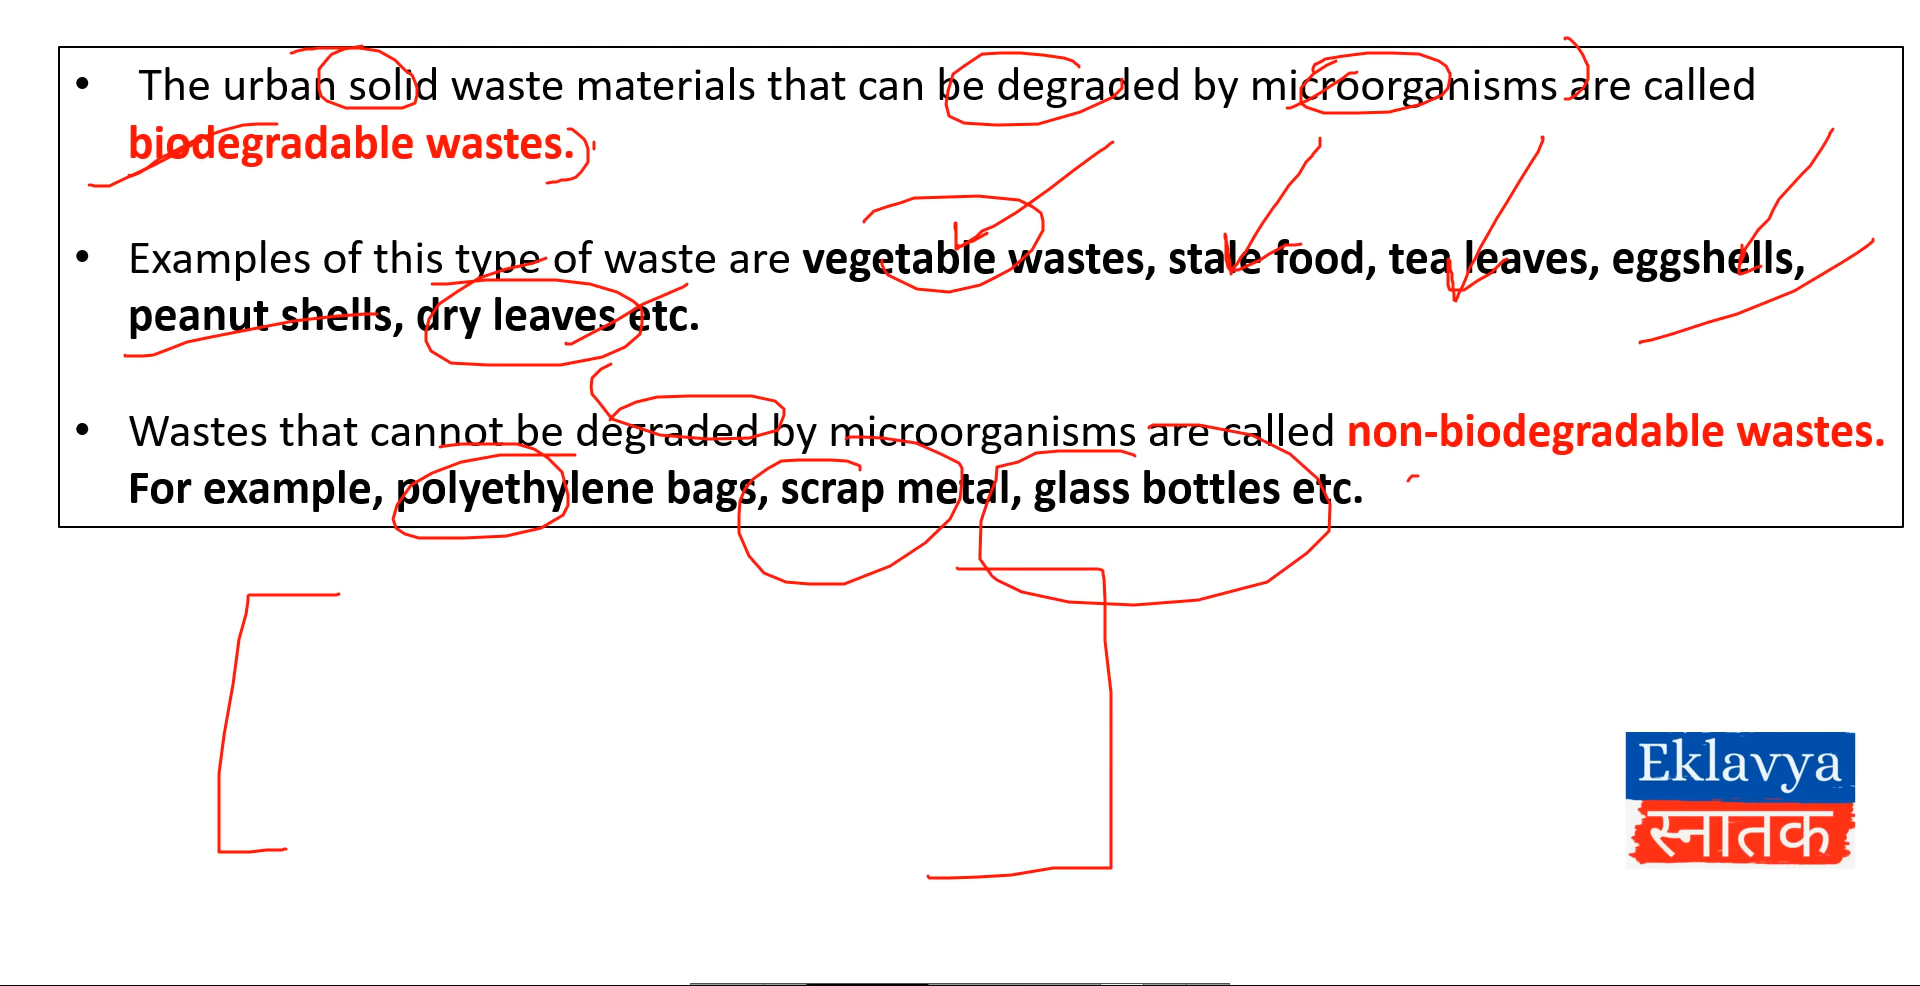 • The urban solid waste materials that can be degraded by microorganisms are called
biodegradable wastes.
• Examples of this type of waste are vegetable wastes, stale food, tea leaves, eggshells,
peanut shells, dry leaves etc.
• Wastes that cannot be degraded by microorganisms are called non-biodegradable wastes.
For example, polyethylene bags, scrap metal, glass bottles etc.
Eklavya
स्नातक